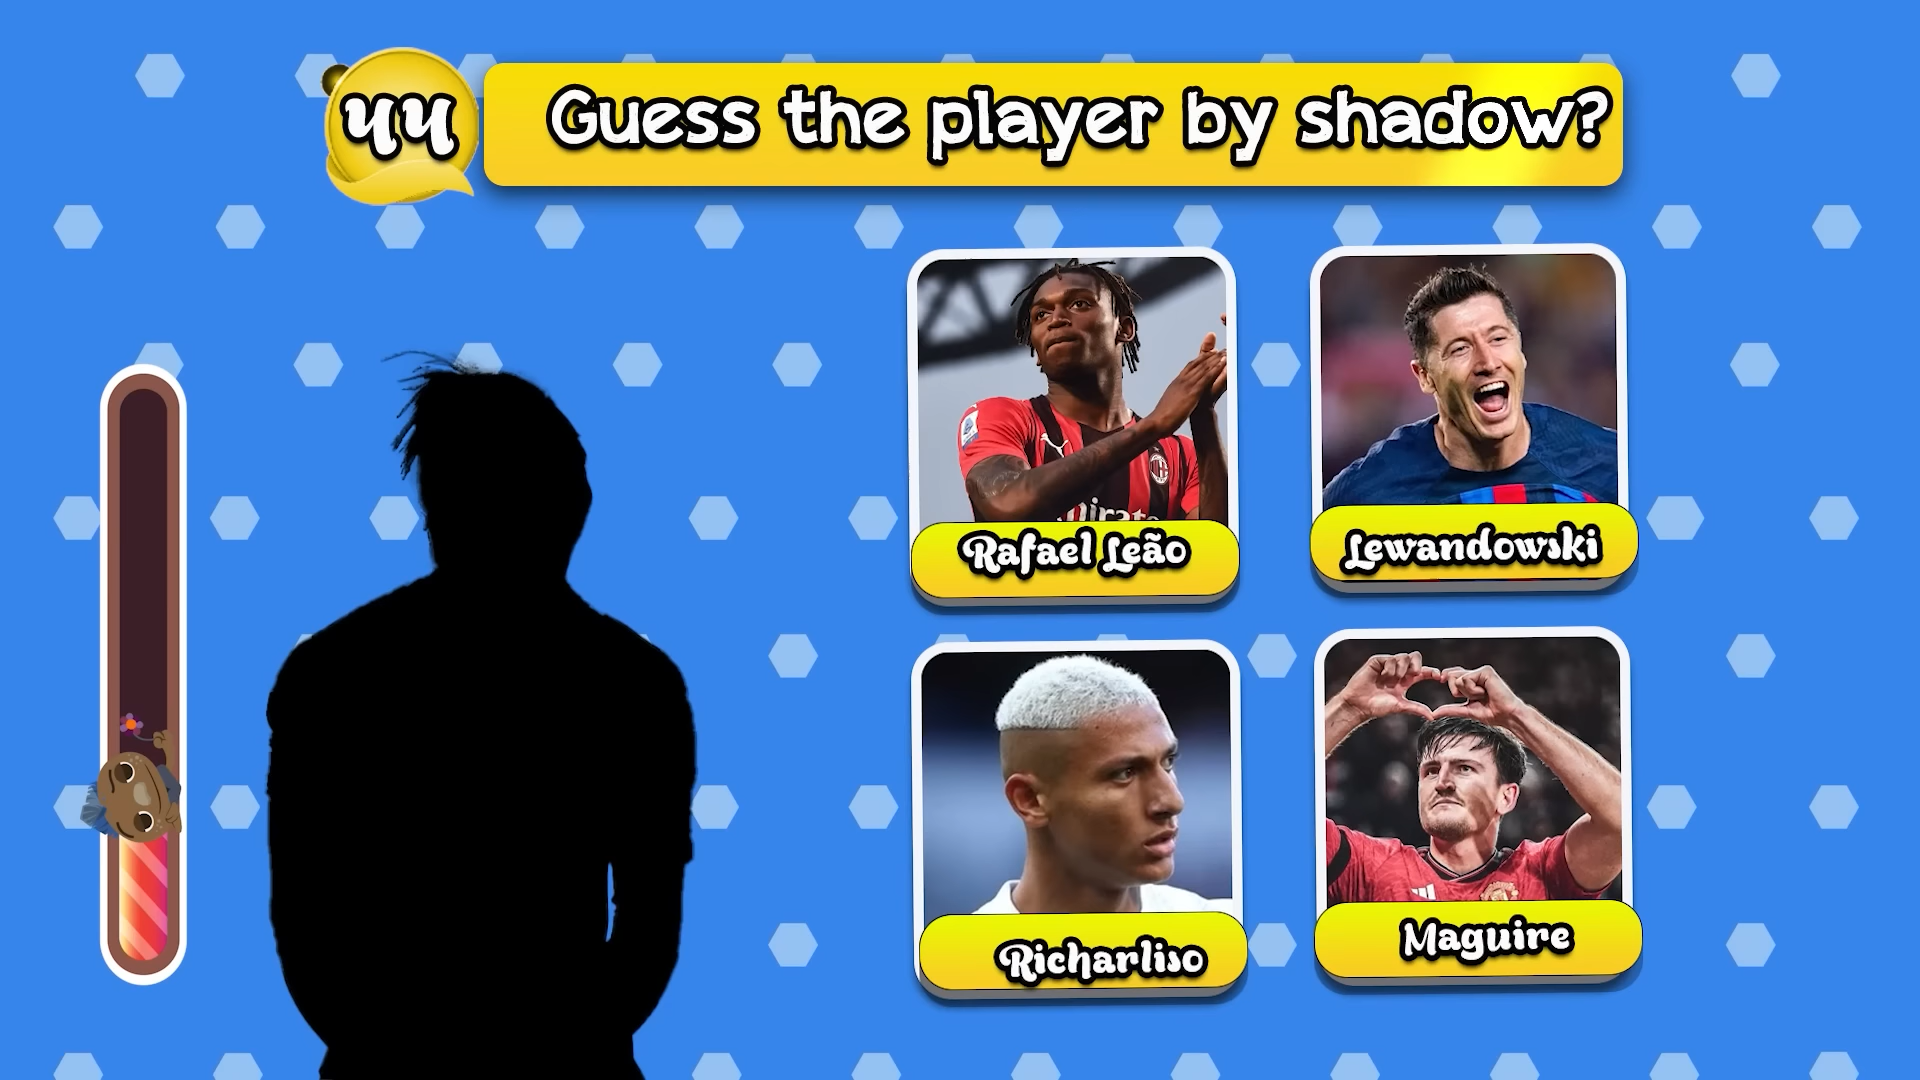 44
Guess the player by shadow?
Rafael Leão
Lewandowski
Richarliso
Maguire